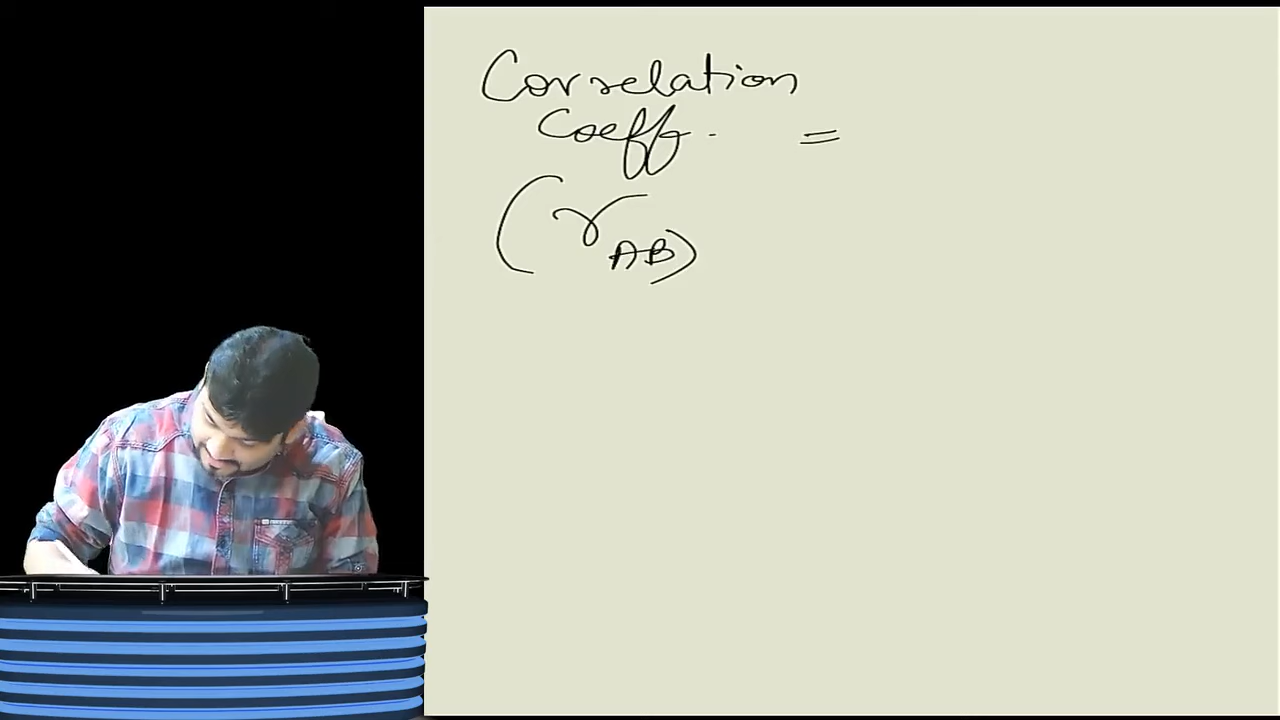 Correlation
Coeff. =
(r_AB)